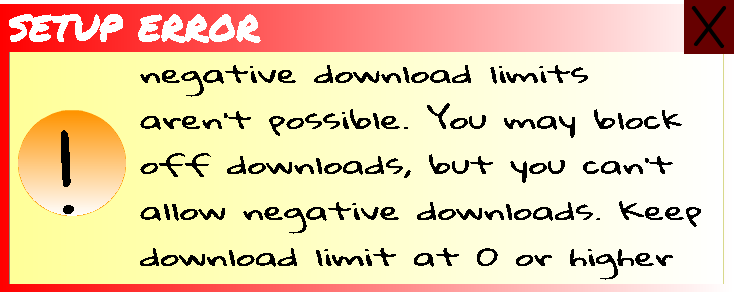 SETUP ERROR
X
negative download limits
aren't possible. You may block
off downloads, but you can't
allow negative downloads. Keep
download limit at 0 or higher